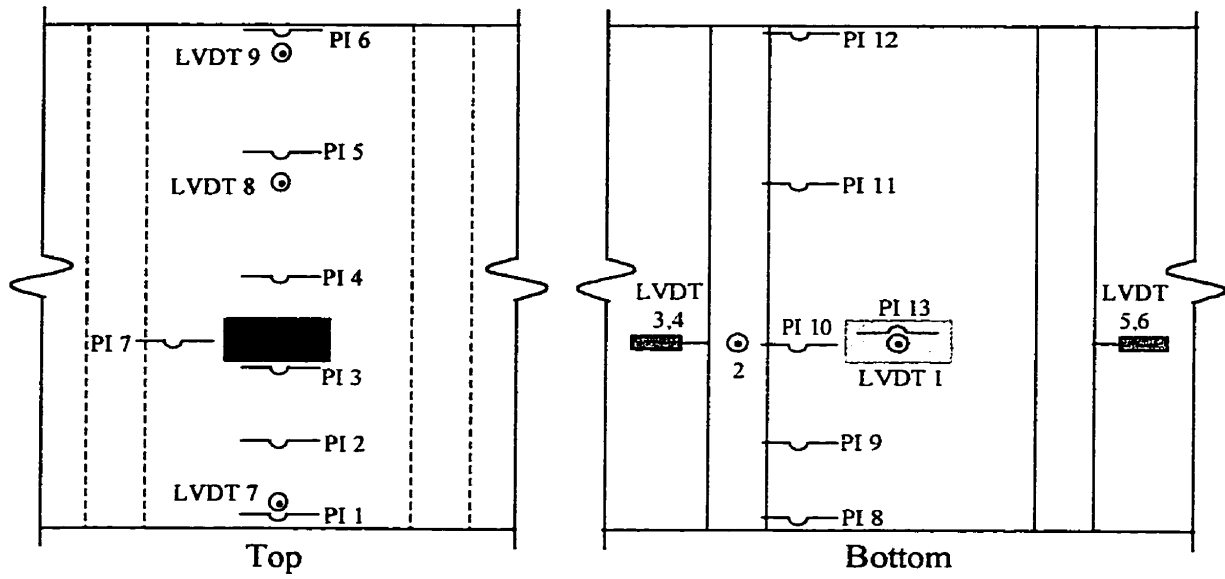 PI 6
LVDT 9
PI 5
LVDT 8
PI 4
PI 7
PI 3
PI 2
LVDT 7
PI 1
Top
PI 12
PI 11
LVDT
3,4
PI 13
PI 10
LVDT
5,6
2
LVDT 1
PI 9
PI 8
Bottom